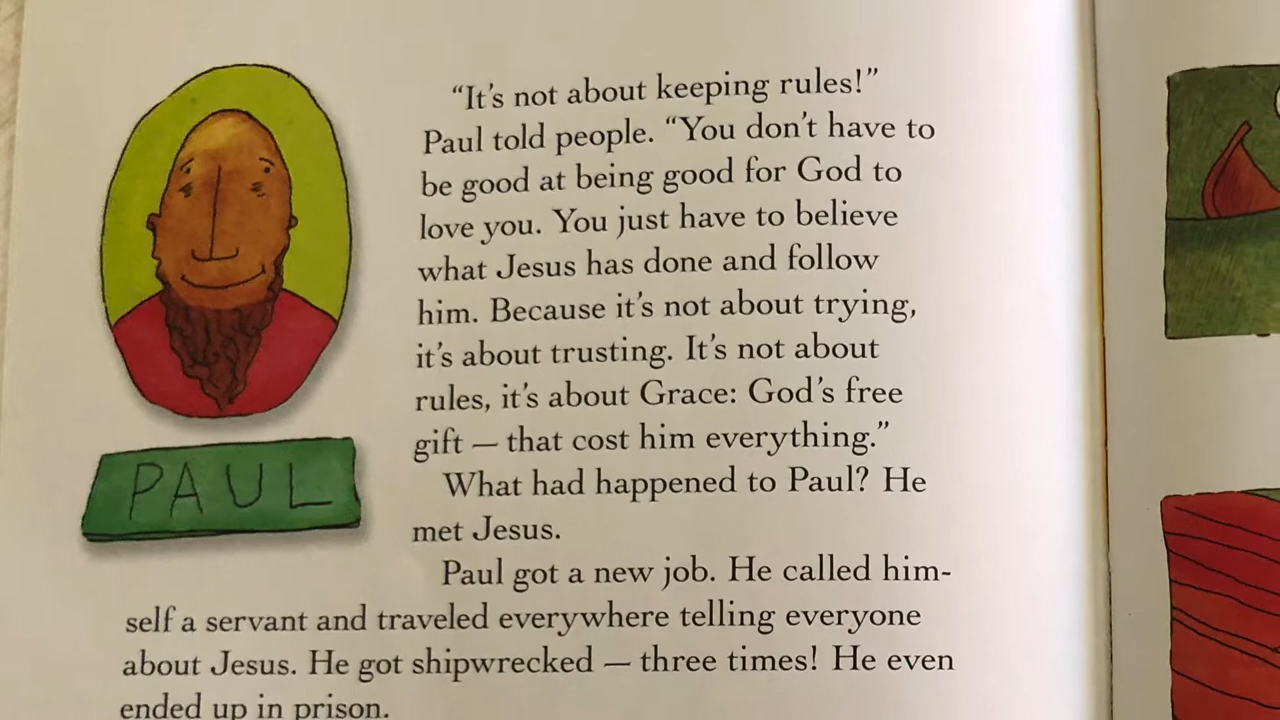 “It’s not about keeping rules!”
Paul told people. “You don’t have to
be good at being good for God to
love you. You just have to believe
what Jesus has done and follow
him. Because it’s not about trying,
it’s about trusting. It’s not about
rules, it’s about Grace: God’s free
gift — that cost him everything.”
What had happened to Paul? He
met Jesus.
PAUL
Paul got a new job. He called him-
self a servant and traveled everywhere telling everyone
about Jesus. He got shipwrecked — three times! He even
ended up in prison.